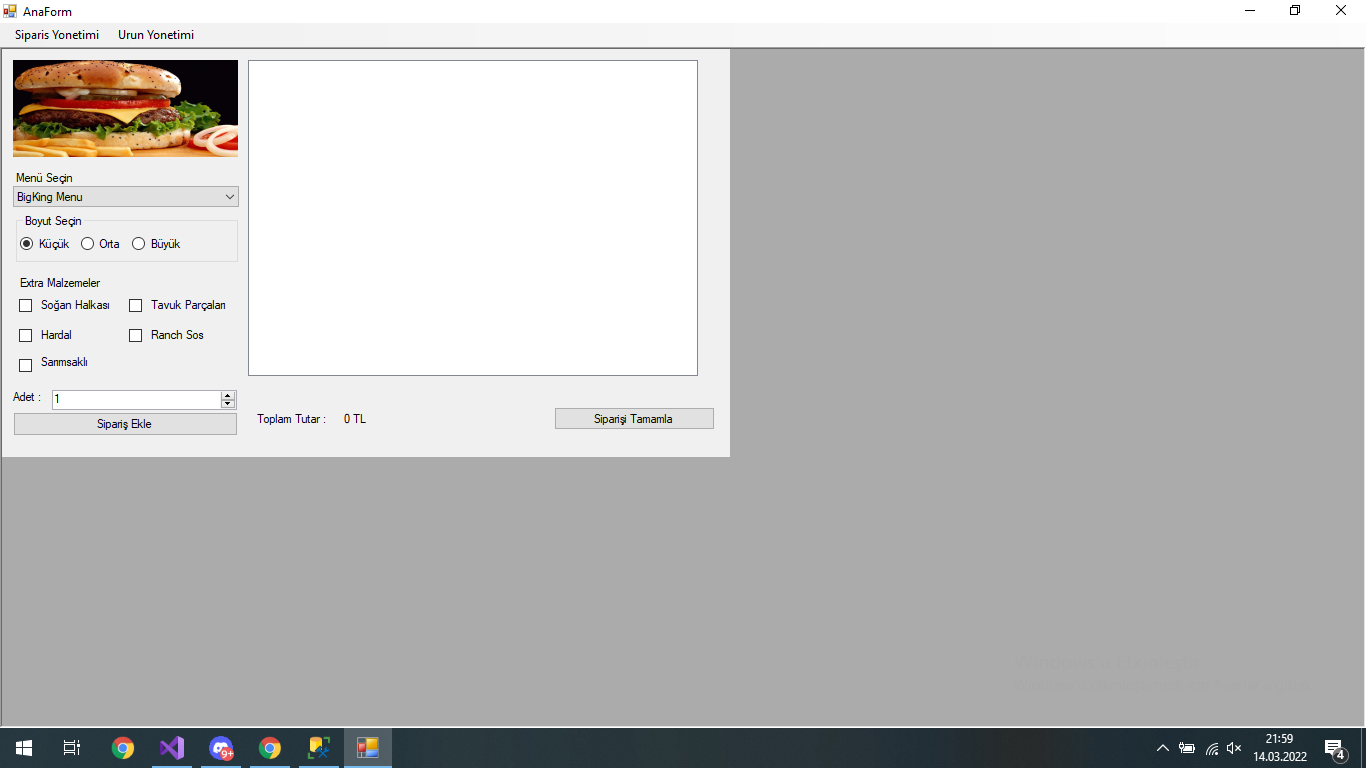 AnaForm
Siparis Yonetimi Urun Yonetimi
Menü Seçin
BigKing Menu
Boyut Seçin
Küçük Orta Büyük
Extra Malzemeler
Soğan Halkası Tavuk Parçaları
Hardal Ranch Sos
Sarımsaklı
Adet : 1
Sipariş Ekle
Toplam Tutar : 0 TL
Siparişi Tamamla
9+
21:59
14.03.2022
4